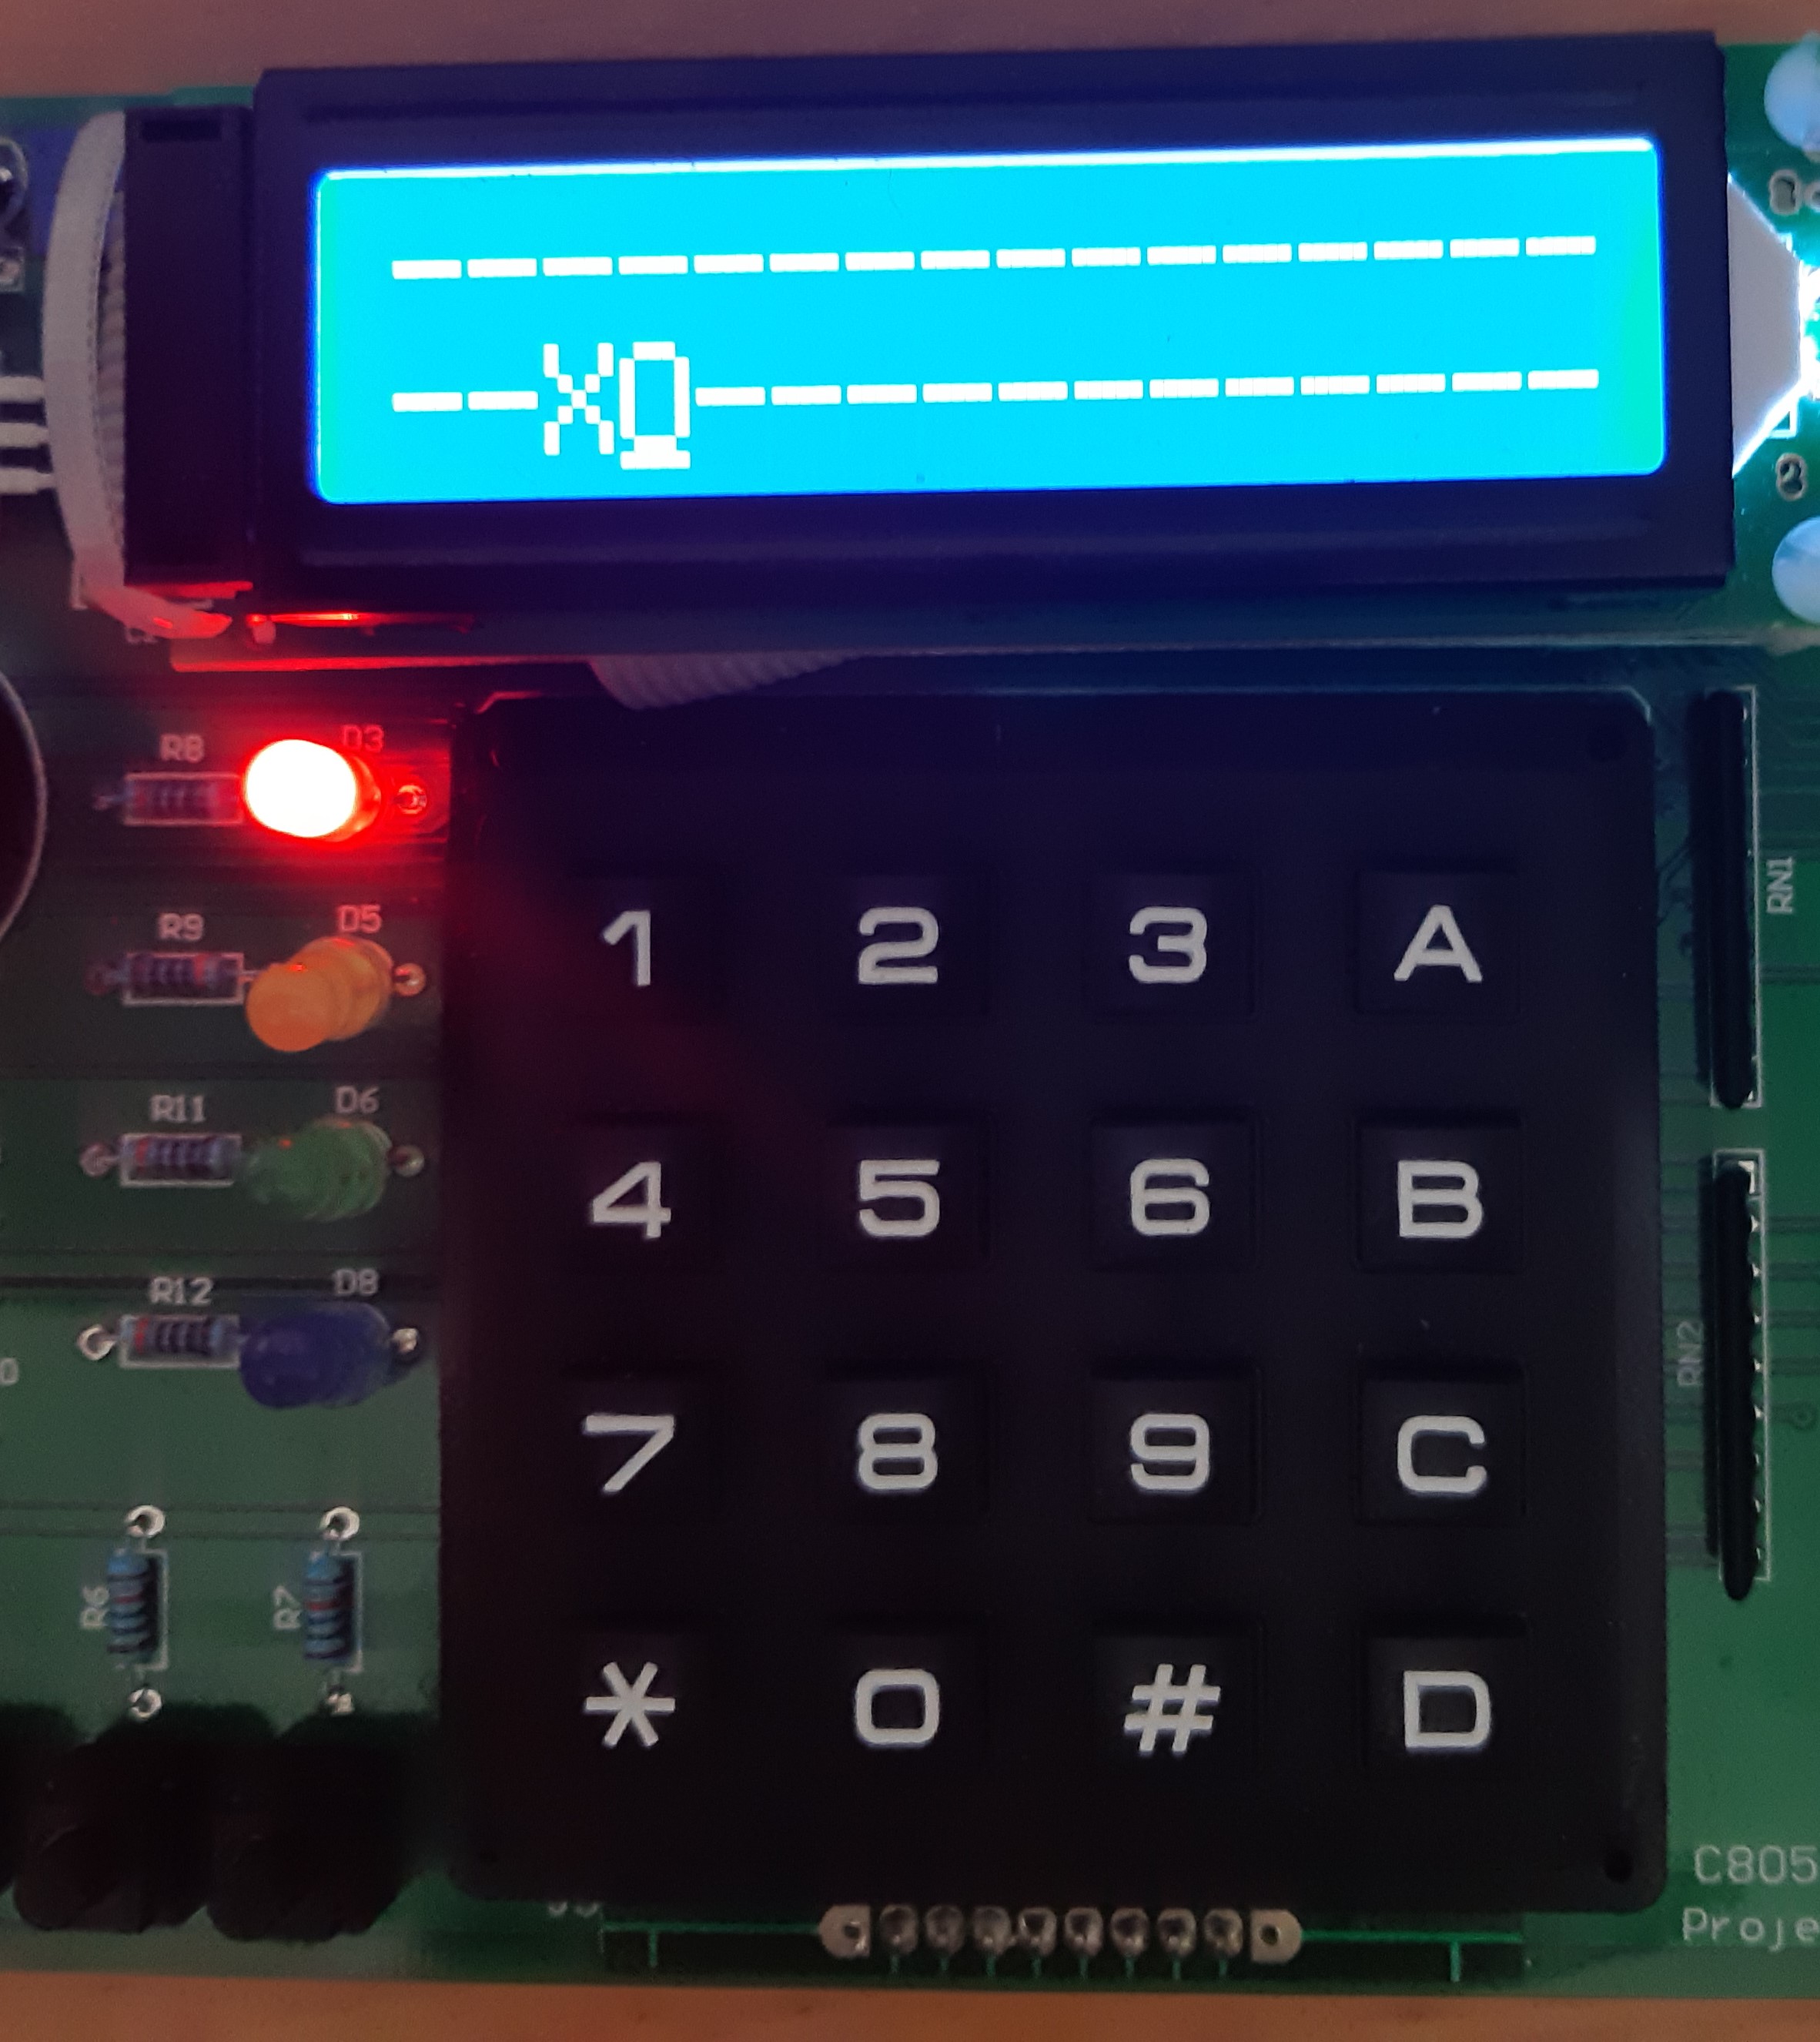 ----------------
--XO------------
R8 D3
R9 D5
R11 D6
R12 D8
R6 R7
1 2 3 A
4 5 6 B
7 8 9 C
* 0 # D
RN1
RN2
C805
Proje